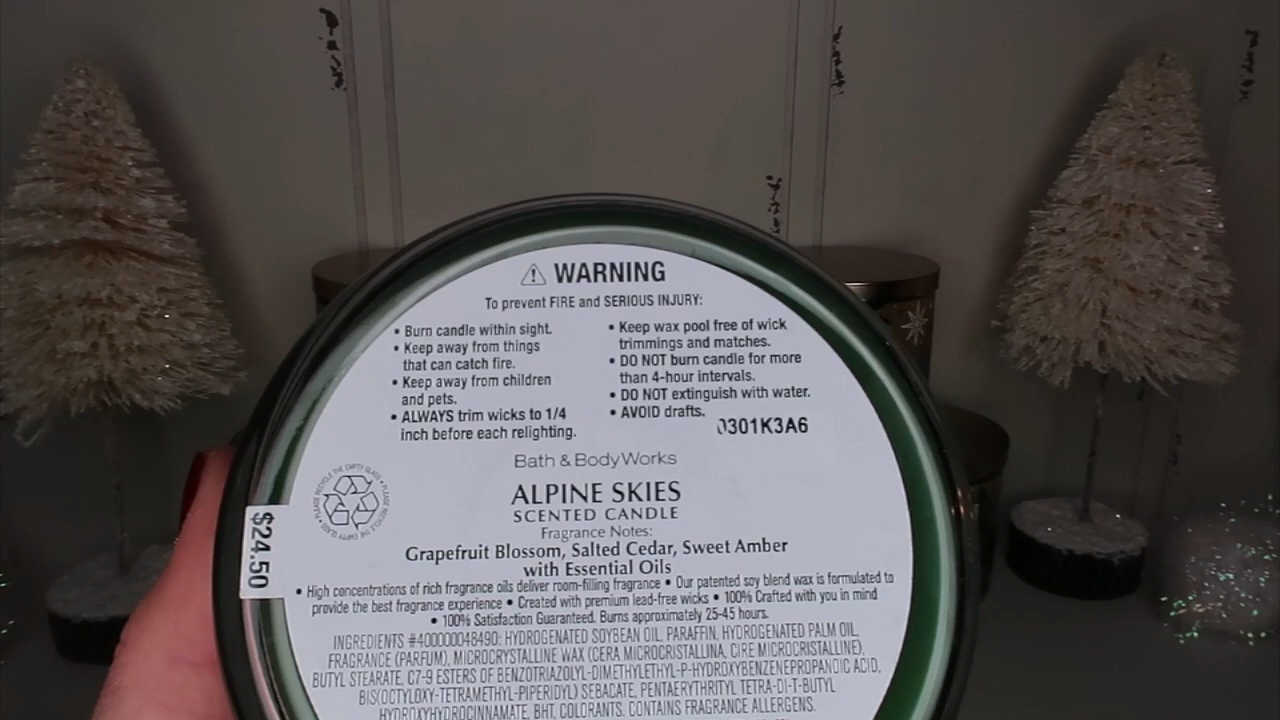 WARNING
To prevent FIRE and SERIOUS INJURY:
• Burn candle within sight.
• Keep away from things
that can catch fire.
• Keep away from children
and pets.
• ALWAYS trim wicks to 1/4
inch before each relighting.
• Keep wax pool free of wick
trimmings and matches.
• DO NOT burn candle for more
than 4-hour intervals.
• DO NOT extinguish with water.
• AVOID drafts.
0301K3A6
Bath & Body Works
PLEASE RECYCLE THE EMPTY GLASS •
ALPINE SKIES
SCENTED CANDLE
Fragrance Notes:
Grapefruit Blossom, Salted Cedar, Sweet Amber
with Essential Oils
$24.50
• High concentrations of rich fragrance oils deliver room-filling fragrance • Our patented soy blend wax is formulated to
provide the best fragrance experience • Created with premium lead-free wicks • 100% Crafted with you in mind
• 100% Satisfaction Guaranteed. Burns approximately 25-45 hours.
INGREDIENTS #400000048490: HYDROGENATED SOYBEAN OIL, PARAFFIN, HYDROGENATED PALM OIL,
FRAGRANCE (PARFUM), MICROCRYSTALLINE WAX (CERA MICROCRISTALLINA, CIRE MICROCRISTALLINE),
BUTYL STEARATE, C7-9 ESTERS OF BENZOTRIAZOLYL-DIMETHYLETHYL-P-HYDROXYBENZENEPROPANOIC ACID,
BIS(OCTYLOXY-TETRAMETHYL-PIPERIDYL) SEBACATE, PENTAERYTHRITYL TETRA-DI-T-BUTYL
HYDROXYHYDROCINNAMATE, BHT, COLORANTS. CONTAINS FRAGRANCE ALLERGENS.